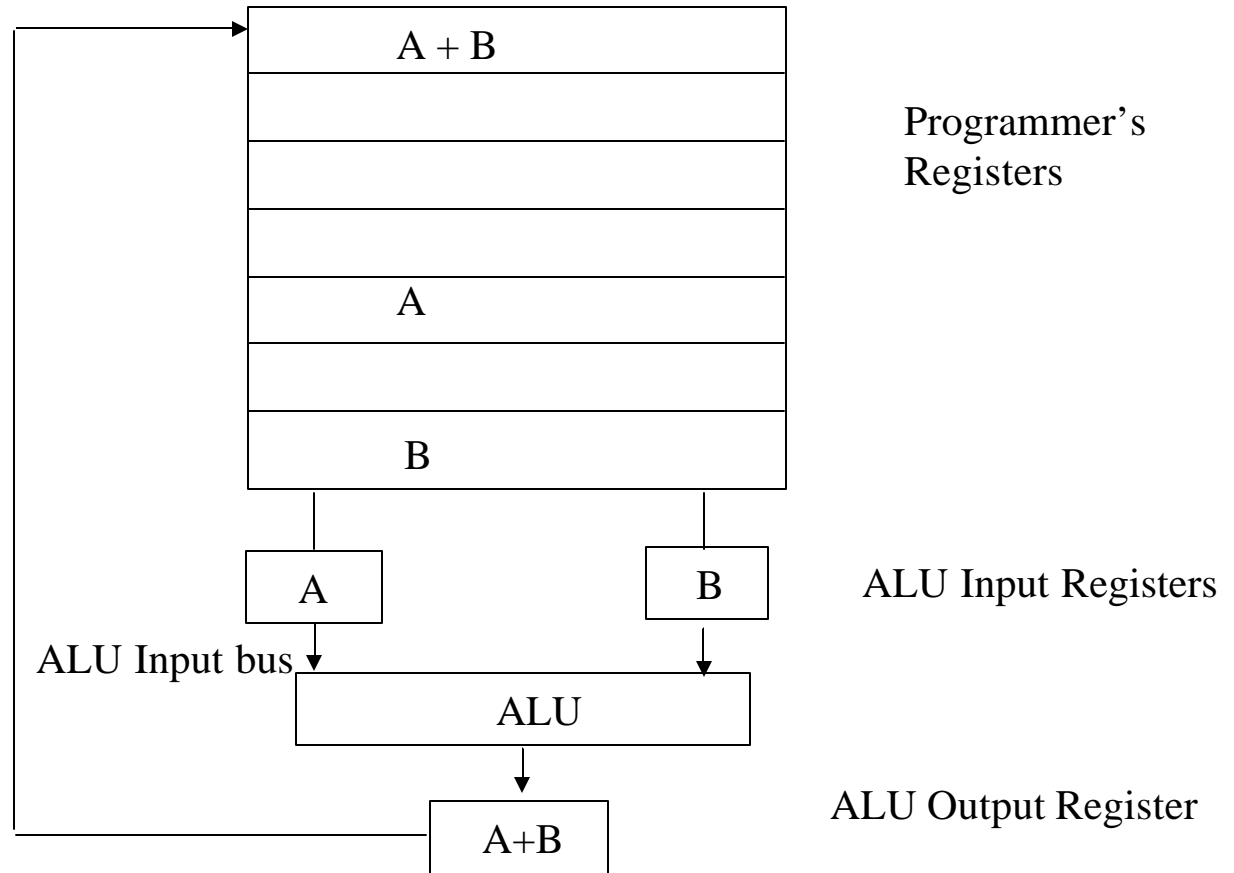 A + B
Programmer’s
Registers
A
B
A
B
ALU Input Registers
ALU Input bus
ALU
ALU Output Register
A+B